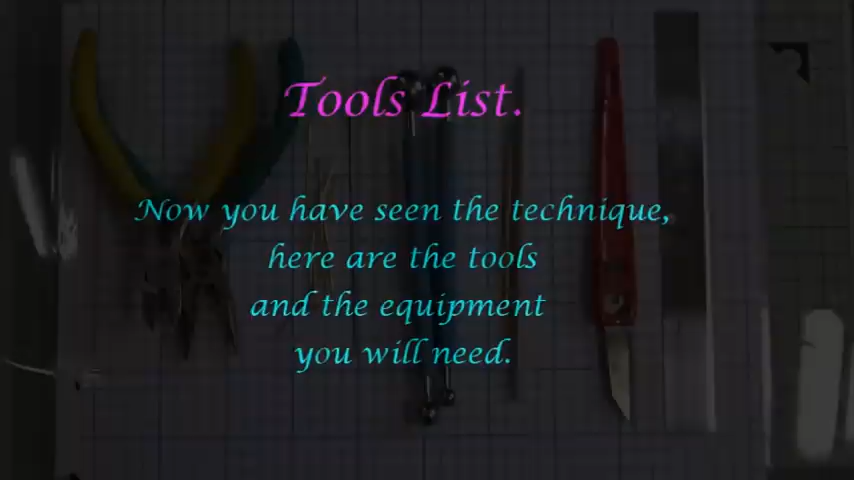 Tools List.
Now you have seen the technique,
here are the tools
and the equipment
you will need.